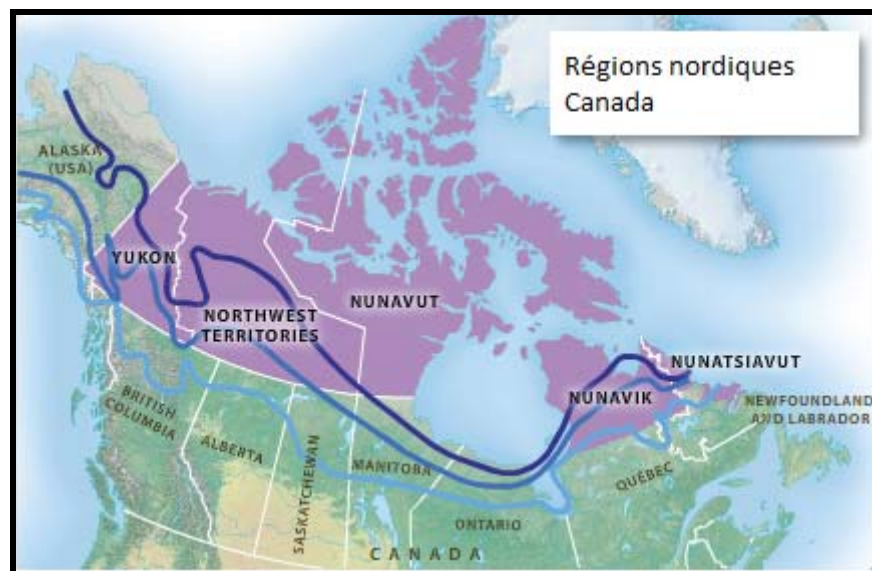 Régions nordiques
Canada
ALASKA
(USA)
YUKON
NORTHWEST
TERRITORIES
NUNAVUT
NUNATSIAVUT
NUNAVIK
NEWFOUNDLAND
AND LABRADOR
BRITISH
COLUMBIA
ALBERTA
SASKATCHEWAN
MANITOBA
ONTARIO
QUÉBEC
CANADA